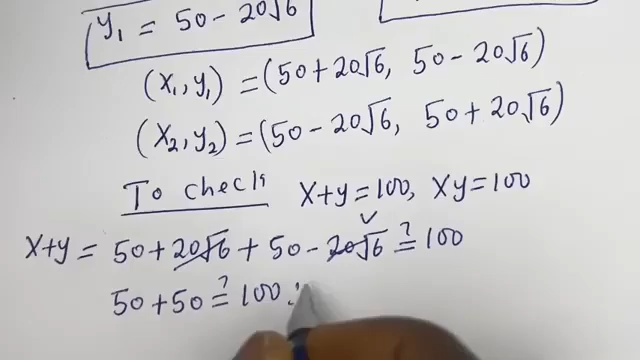 y₁ = 50 - 20√6
(x₁, y₁) = (50 + 20√6, 50 - 20√6)
(x₂, y₂) = (50 - 20√6, 50 + 20√6)
To check x+y = 100, xy = 100
x+y = 50 + 20√6 + 50 - 20√6 ≟ 100
50 + 50 ≟ 100